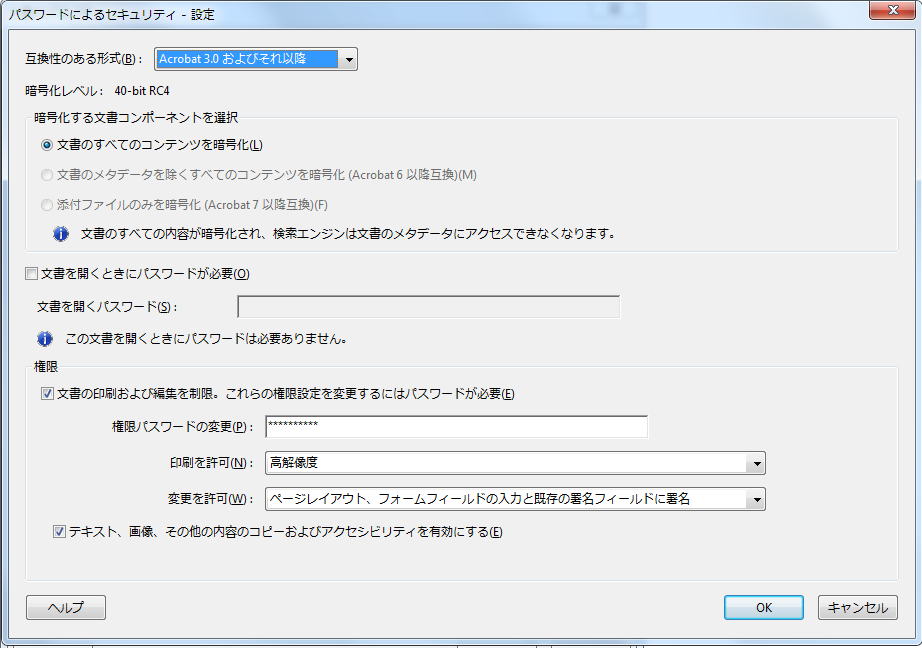 パスワードによるセキュリティ - 設定
互換性のある形式(B)： Acrobat 3.0 およびそれ以降
暗号化レベル： 40-bit RC4
暗号化する文書コンポーネントを選択
文書のすべてのコンテンツを暗号化(L)
文書のメタデータを除くすべてのコンテンツを暗号化 (Acrobat 6 以降互換)(M)
添付ファイルのみを暗号化 (Acrobat 7 以降互換)(F)
文書のすべての内容が暗号化され、検索エンジンは文書のメタデータにアクセスできなくなります。
文書を開くときにパスワードが必要(O)
文書を開くパスワード(S)：
この文書を開くときにパスワードは必要ありません。
権限
文書の印刷および編集を制限。これらの権限設定を変更するにはパスワードが必要(E)
権限パスワードの変更(P)： **********
印刷を許可(N)： 高解像度
変更を許可(W)： ページレイアウト、フォームフィールドの入力と既存の署名フィールドに署名
テキスト、画像、その他の内容のコピーおよびアクセシビリティを有効にする(E)
ヘルプ OK キャンセル